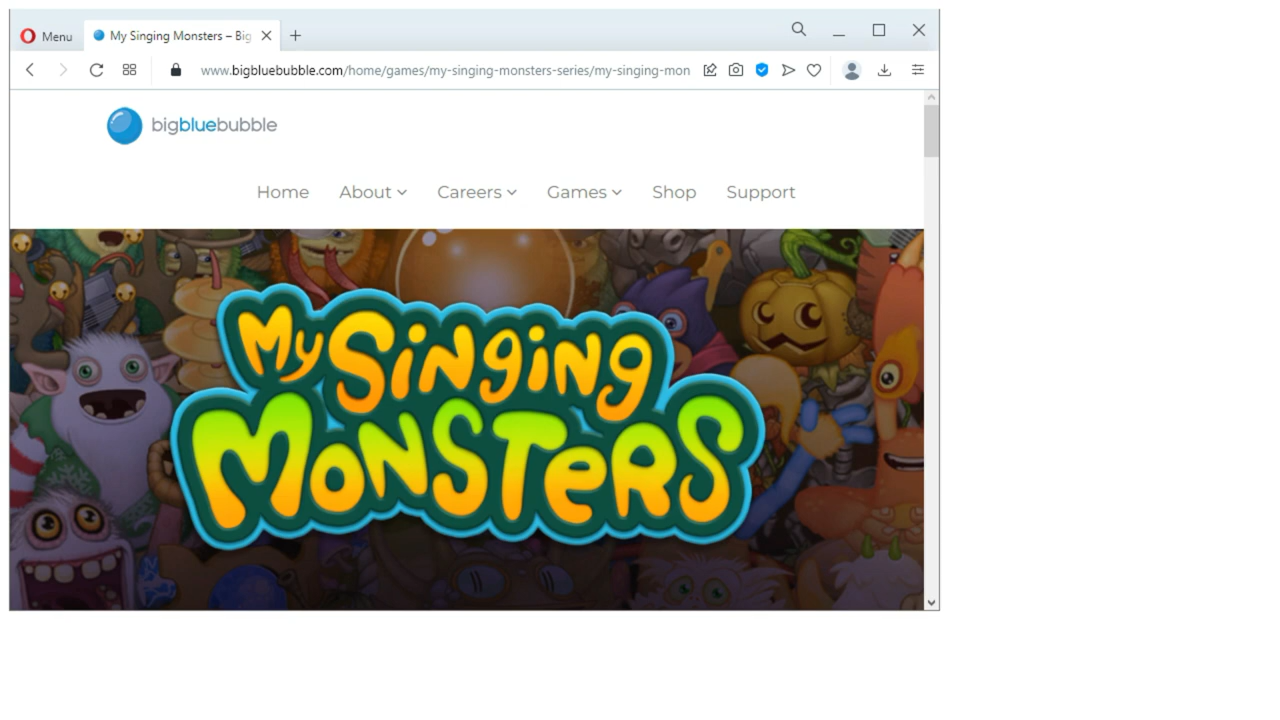 Menu
My Singing Monsters – Big
www.bigbluebubble.com/home/games/my-singing-monsters-series/my-singing-mon
bigbluebubble
Home About Careers Games Shop Support
My Singing
Monsters